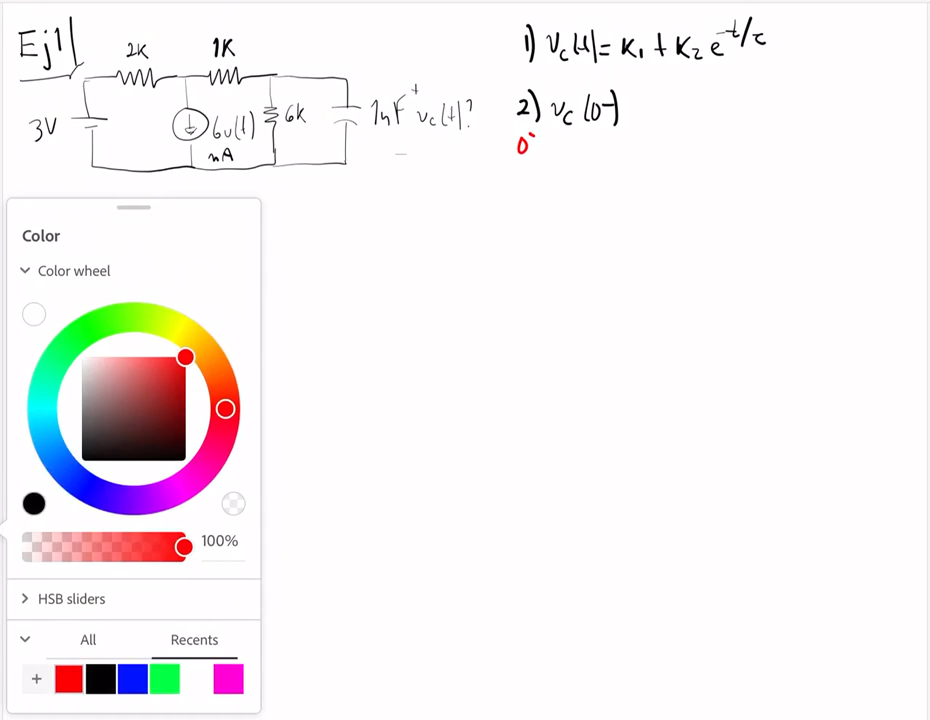 Ej1|
2K
1K
3V
6u(t)
mA
6K
1nF
+
vc(t)?
1) vc(t) = K1 + K2 e^-t/τ
2) vc (0-)
0
Color
Color wheel
100%
HSB sliders
All
Recents
+